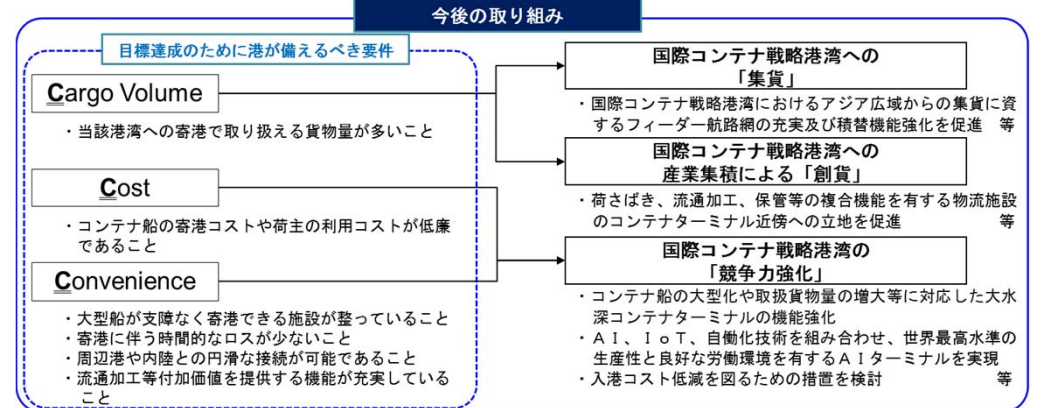 今後の取り組み
目標達成のために港が備えるべき要件
Cargo Volume
・当該港湾への寄港で取り扱える貨物量が多いこと
Cost
・コンテナ船の寄港コストや荷主の利用コストが低廉
であること
Convenience
・大型船が支障なく寄港できる施設が整っていること
・寄港に伴う時間的なロスが少ないこと
・周辺港や内陸との円滑な接続が可能であること
・流通加工等付加価値を提供する機能が充実している
こと
国際コンテナ戦略港湾への
「集貨」
・国際コンテナ戦略港湾におけるアジア広域からの集貨に資
するフィーダー航路網の充実及び積替機能強化を促進　等
国際コンテナ戦略港湾への
産業集積による「創貨」
・荷さばき、流通加工、保管等の複合機能を有する物流施設
のコンテナターミナル近傍への立地を促進　等
国際コンテナ戦略港湾の
「競争力強化」
・コンテナ船の大型化や取扱貨物量の増大等に対応した大水
深コンテナターミナルの機能強化
・ＡＩ、ＩｏＴ、自働化技術を組み合わせ、世界最高水準の
生産性と良好な労働環境を有するＡＩターミナルを実現
・入港コスト低減を図るための措置を検討　等